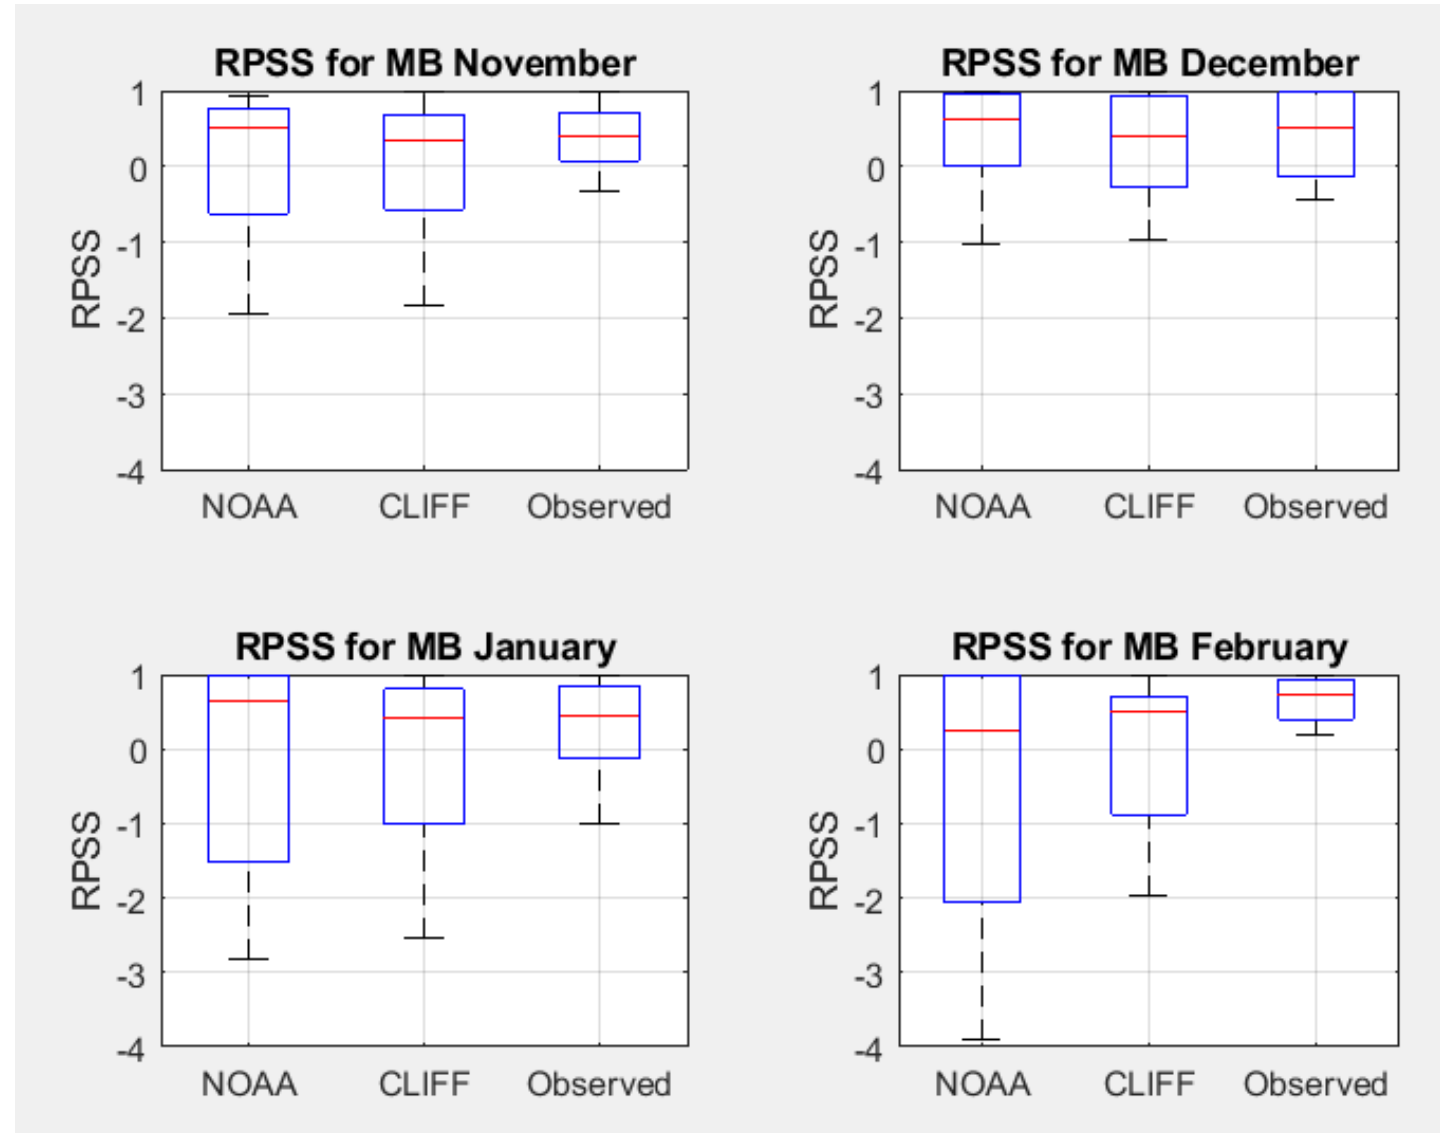 RPSS for MB November
1
0
-1
-2
-3
-4
RPSS
NOAA CLIFF Observed
RPSS for MB December
1
0
-1
-2
-3
-4
RPSS
NOAA CLIFF Observed
RPSS for MB January
1
0
-1
-2
-3
-4
RPSS
NOAA CLIFF Observed
RPSS for MB February
1
0
-1
-2
-3
-4
RPSS
NOAA CLIFF Observed